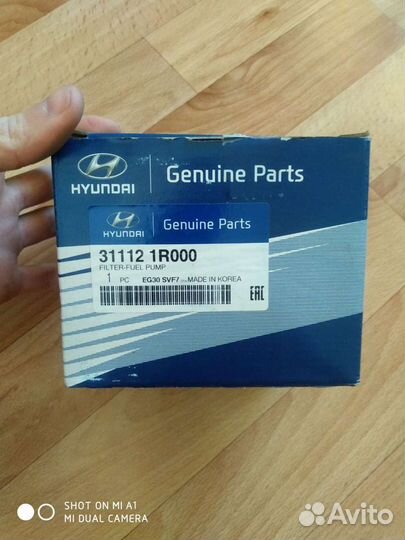 HYUNDAI
Genuine Parts
HYUNDAI
Genuine Parts
31112 1R000
FILTER-FUEL PUMP
1 PC EG30 SVF7 MADE IN KOREA
EAC
SHOT ON MI A1
MI DUAL CAMERA
Avito